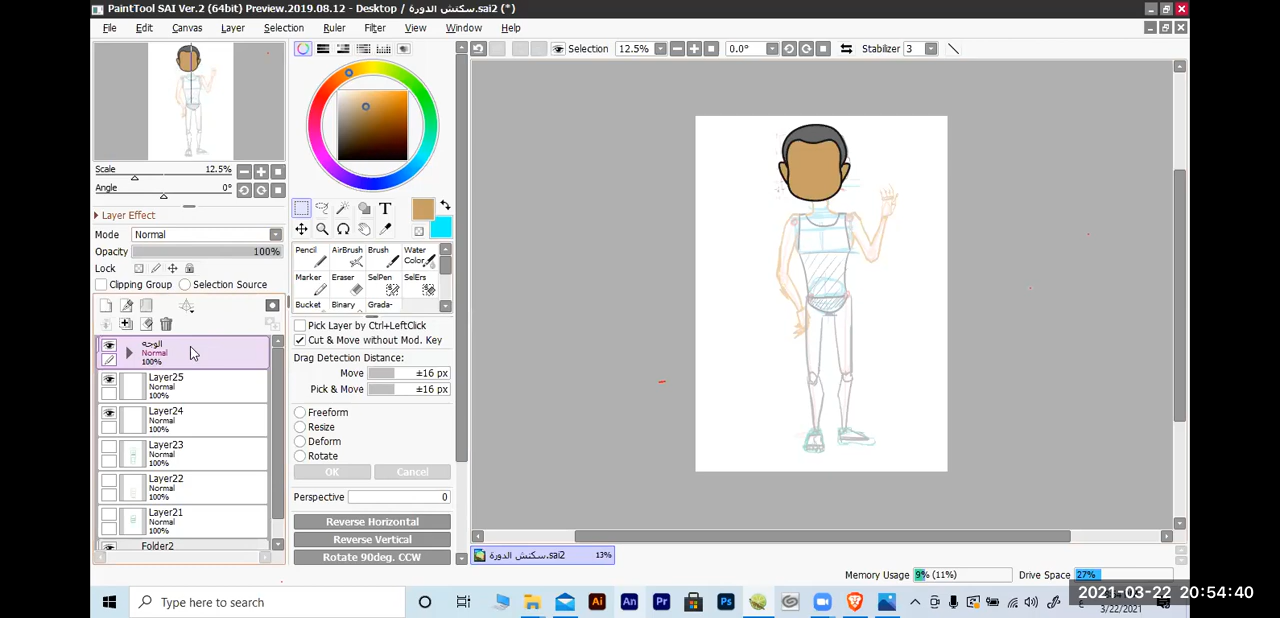 PaintTool SAI Ver.2 (64bit) Preview.2019.08.12 - Desktop / سكتش الدورة.sai2 (*)
File Edit Canvas Layer Selection Filter Ruler View Window Help
Selection 12.5% 0.0° Stabilizer 3
Scale 12.5%
Angle 0°
Layer Effect
Mode Normal
Opacity 100%
Lock
Clipping Group Selection Source
الوجه
Normal
100%
Layer25
Normal
100%
Layer24
Normal
100%
Layer23
Normal
100%
Layer22
Normal
100%
Layer21
Normal
100%
Folder2
T
Pencil AirBrush Brush Water Color
Marker Eraser SelPen SelErs
Bucket Binary Grada-
Pick Layer by Ctrl+LeftClick
Cut & Move without Mod. Key
Drag Detection Distance:
Move ±16 px
Pick & Move ±16 px
Freeform
Resize
Deform
Rotate
OK Cancel
Perspective 0
Reverse Horizontal
Reverse Vertical
Rotate 90deg. CCW
سكتش الدورة.sai2 13%
Memory Usage 9% (11%) Drive Space 27%
Type here to search
Ai An Pr Ps
2021-03-22 20:54:40
3/22/2021